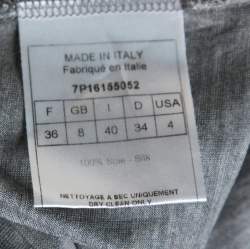 MADE IN ITALY
Fabriqué en Italie
7P16155052
F GB I D USA
36 8 40 34 4
100% Soie - Silk
NETTOYAGE A SEC UNIQUEMENT
DRY CLEAN ONLY